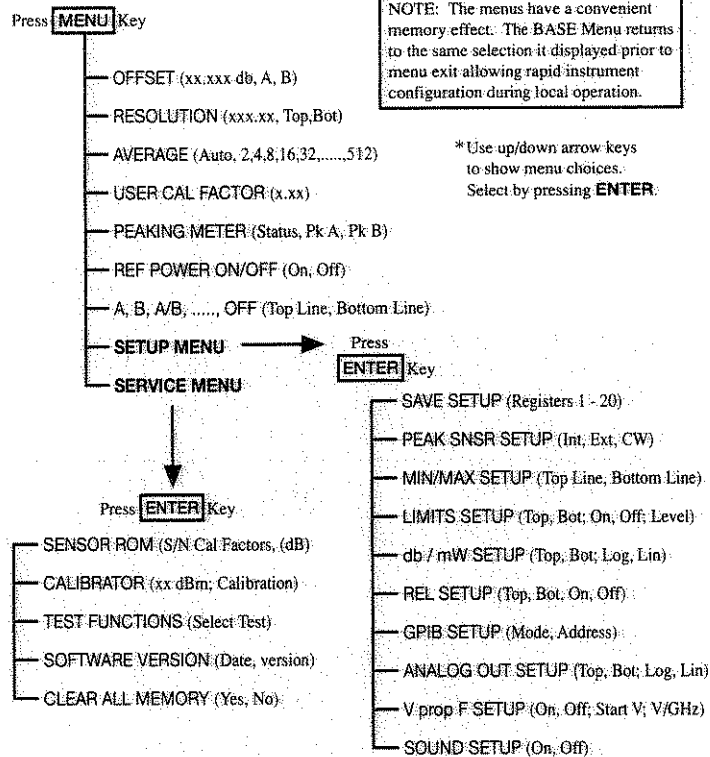 Press MENU Key
OFFSET (xx.xxx db, A, B)
RESOLUTION (xxx.xx, Top,Bot)
AVERAGE (Auto, 2,4,8,16,32,.....,512)
USER CAL FACTOR (x.xx)
PEAKING METER (Status, Pk A, Pk B)
REF POWER ON/OFF (On, Off)
A, B, A/B, ....., OFF (Top Line, Bottom Line)
SETUP MENU
SERVICE MENU
NOTE: The menus have a convenient
memory effect. The BASE Menu returns
to the same selection it displayed prior to
menu exit allowing rapid instrument
configuration during local operation.
*Use up/down arrow keys
to show menu choices.
Select by pressing ENTER.
Press
ENTER Key
SAVE SETUP (Registers 1 - 20)
PEAK SNSR SETUP (Int, Ext, CW)
MIN/MAX SETUP (Top Line, Bottom Line)
LIMITS SETUP (Top, Bot; On, Off; Level)
db / mW SETUP (Top, Bot; Log, Lin)
REL SETUP (Top, Bot, On, Off)
GPIB SETUP (Mode, Address)
ANALOG OUT SETUP (Top, Bot; Log, Lin)
V prop F SETUP (On, Off; Start V; V/GHz)
SOUND SETUP (On, Off)
Press ENTER Key
SENSOR ROM (S/N Cal Factors, (dB)
CALIBRATOR (xx dBm; Calibration)
TEST FUNCTIONS (Select Test)
SOFTWARE VERSION (Date, version)
CLEAR ALL MEMORY (Yes, No)